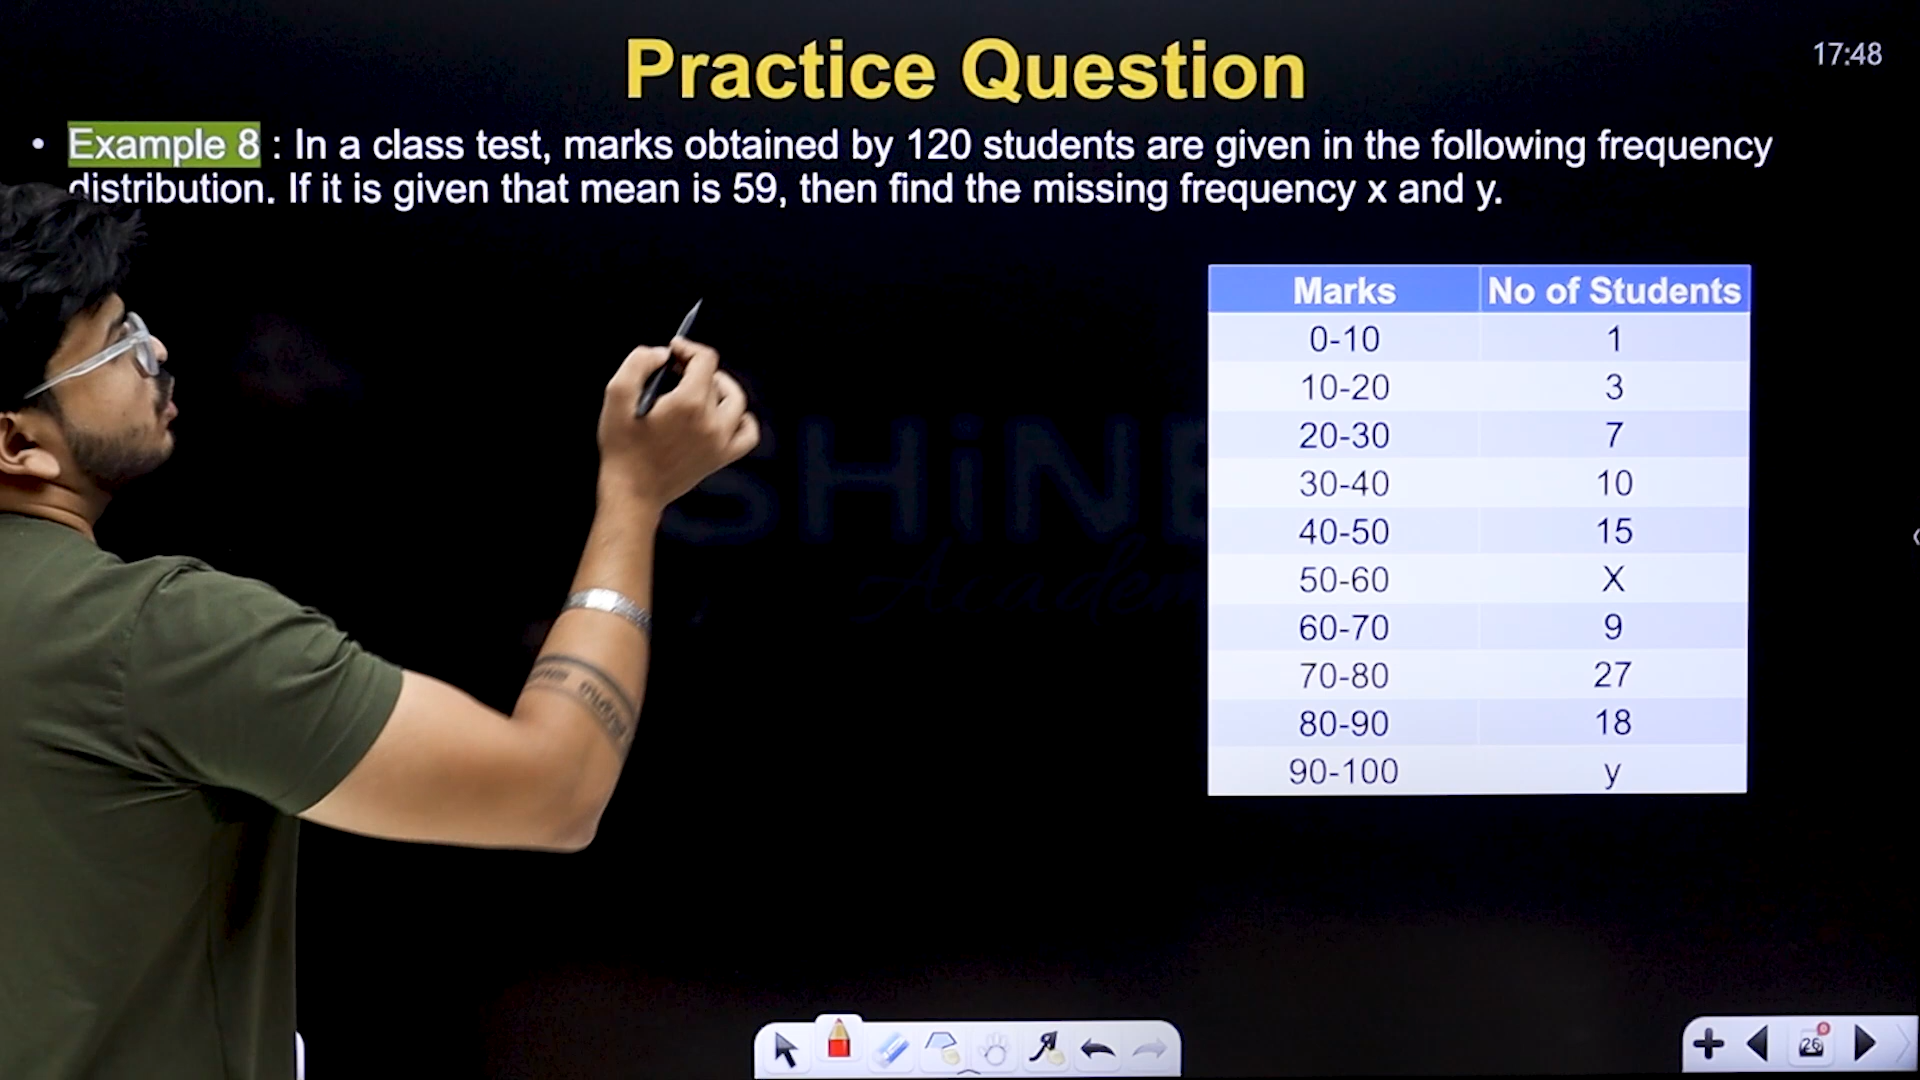 Practice Question
17:48
• Example 8 : In a class test, marks obtained by 120 students are given in the following frequency
distribution. If it is given that mean is 59, then find the missing frequency x and y.
Marks No of Students
0-10 1
10-20 3
20-30 7
30-40 10
40-50 15
50-60 X
60-70 9
70-80 27
80-90 18
90-100 y
SHiNE
Academ
26